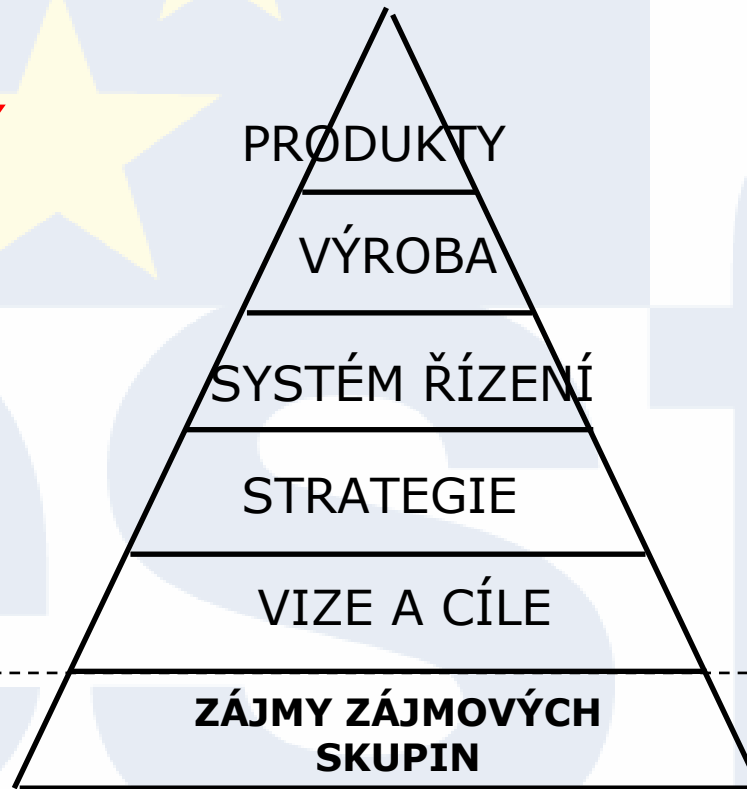 PRODUKTY
VÝROBA
SYSTÉM ŘÍZENÍ
STRATEGIE
VIZE A CÍLE
ZÁJMY ZÁJMOVÝCH
SKUPIN